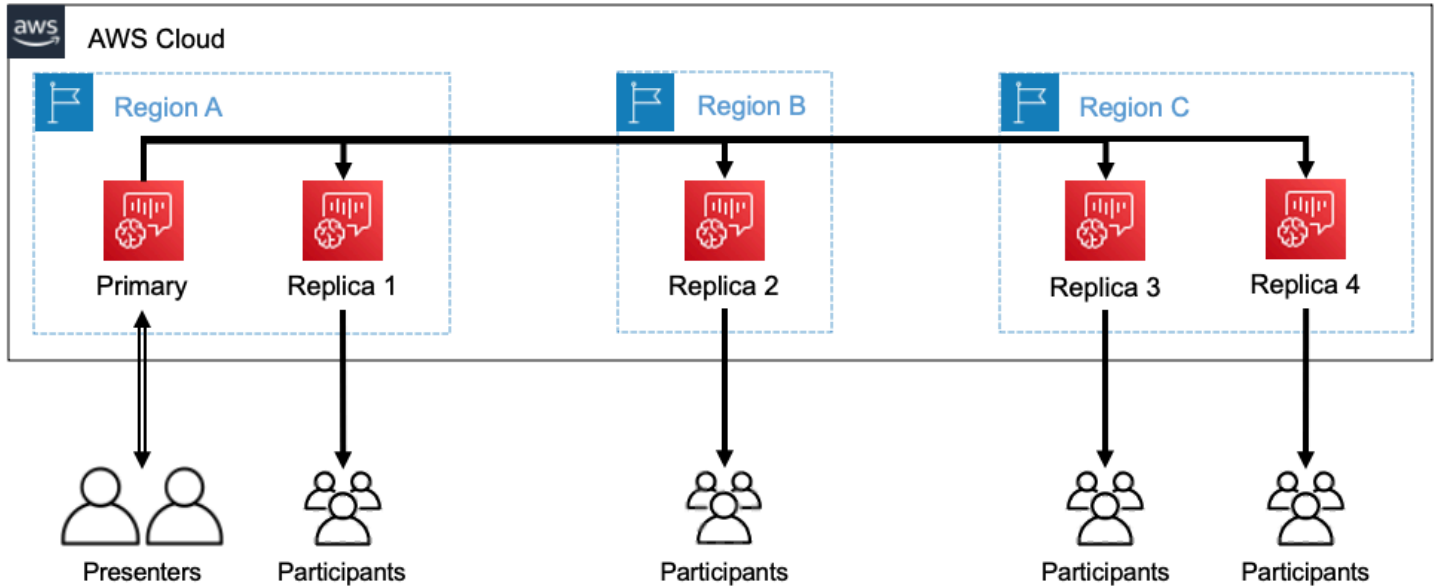 aws
AWS Cloud
Region A
Region B
Region C
Primary
Replica 1
Replica 2
Replica 3
Replica 4
Presenters
Participants
Participants
Participants
Participants